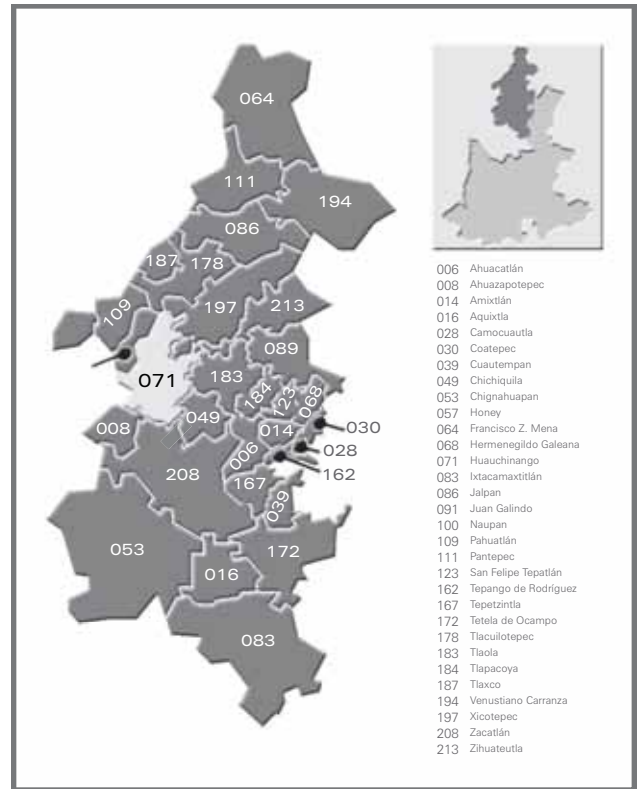 064
111
194
086
187
178
109
197
213
089
071
183
184
123
068
049
014
030
008
006
028
208
167
162
039
053
172
016
083
006 Ahuacatlán
008 Ahuazapotepec
014 Amixtlán
016 Aquixtla
028 Camocuautla
030 Coatepec
039 Cuautempan
049 Chichiquila
053 Chignahuapan
057 Honey
064 Francisco Z. Mena
068 Hermenegildo Galeana
071 Huauchinango
083 Ixtacamaxtitlán
086 Jalpan
091 Juan Galindo
100 Naupan
109 Pahuatlán
111 Pantepec
123 San Felipe Tepatlán
162 Tepango de Rodríguez
167 Tepetzintla
172 Tetela de Ocampo
178 Tlacuilotepec
183 Tlaola
184 Tlapacoya
187 Tlaxco
194 Venustiano Carranza
197 Xicotepec
208 Zacatlán
213 Zihuateutla